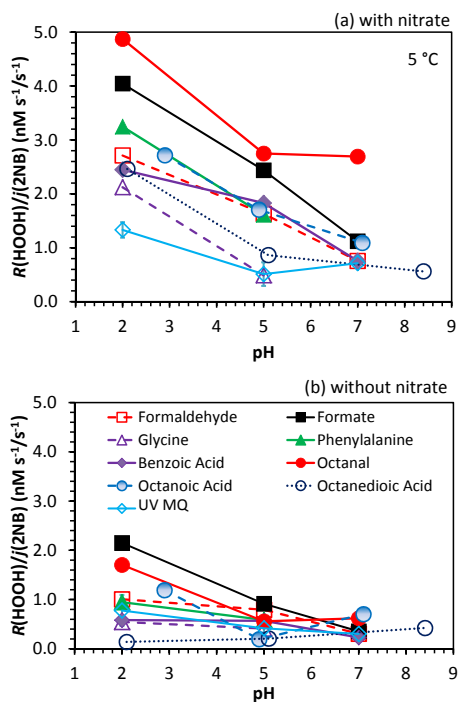 (a) with nitrate
5 °C
R(HOOH)/j(2NB) (nM s⁻¹/s⁻¹)
5.0
4.0
3.0
2.0
1.0
0.0
1 2 3 4 5 6 7 8 9
pH
(b) without nitrate
R(HOOH)/j(2NB) (nM s⁻¹/s⁻¹)
5.0
4.0
3.0
2.0
1.0
0.0
Formaldehyde Formate
Glycine Phenylalanine
Benzoic Acid Octanal
Octanoic Acid Octanedioic Acid
UV MQ
1 2 3 4 5 6 7 8 9
pH